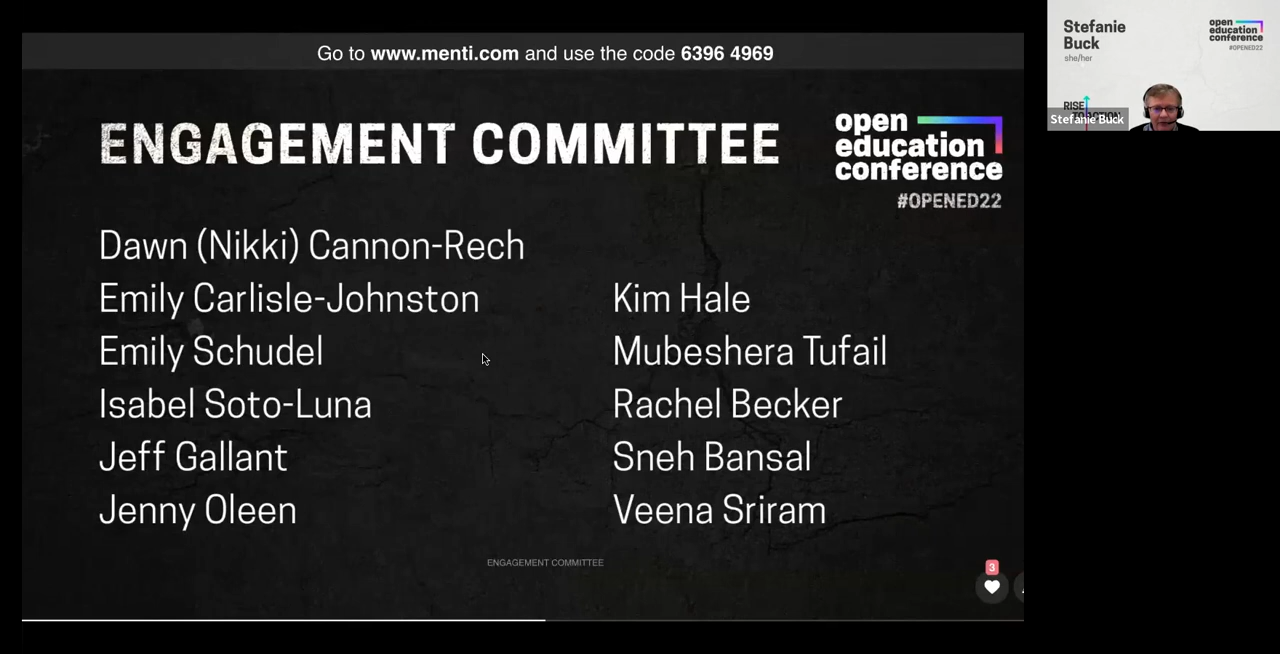 Go to www.menti.com and use the code 6396 4969
ENGAGEMENT COMMITTEE
open
education
conference
#OPENED22
Dawn (Nikki) Cannon-Rech
Emily Carlisle-Johnston
Emily Schudel
Isabel Soto-Luna
Jeff Gallant
Jenny Oleen
Kim Hale
Mubeshera Tufail
Rachel Becker
Sneh Bansal
Veena Sriram
ENGAGEMENT COMMITTEE
3
Stefanie
Buck
she/her
open
education
conference
#OPENED22
RISE
Stefanie Buck